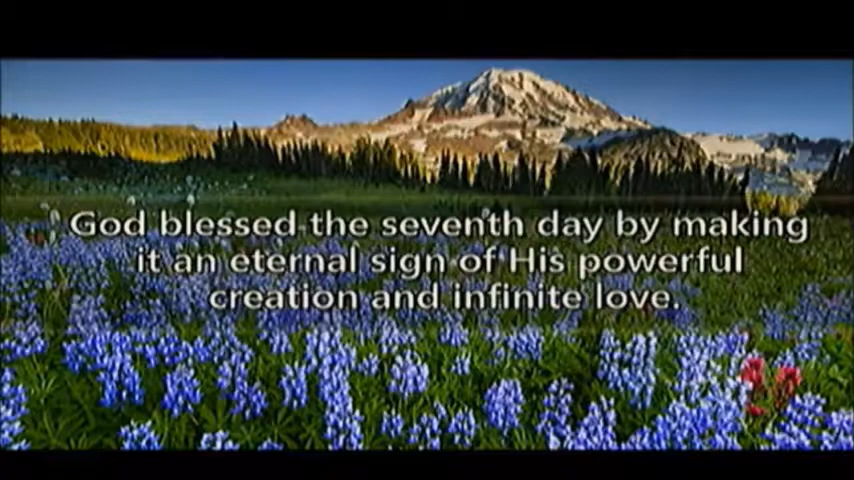 God blessed the seventh day by making
it an eternal sign of His powerful
creation and infinite love.